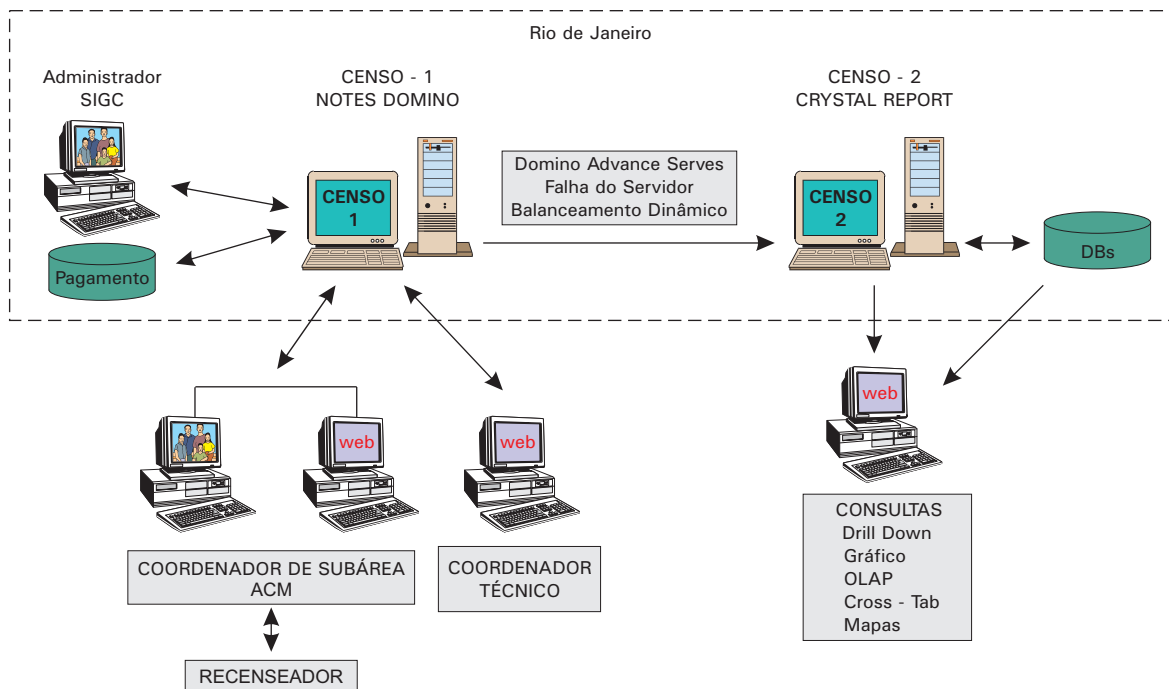 Rio de Janeiro
Administrador
SIGC
CENSO - 1
NOTES DOMINO
CENSO - 2
CRYSTAL REPORT
CENSO
1
Domino Advance Serves
Falha do Servidor
Balanceamento Dinâmico
CENSO
2
Pagamento
DBs
web
web
web
COORDENADOR DE SUBÁREA
ACM
COORDENADOR
TÉCNICO
RECENSEADOR
CONSULTAS
Drill Down
Gráfico
OLAP
Cross - Tab
Mapas